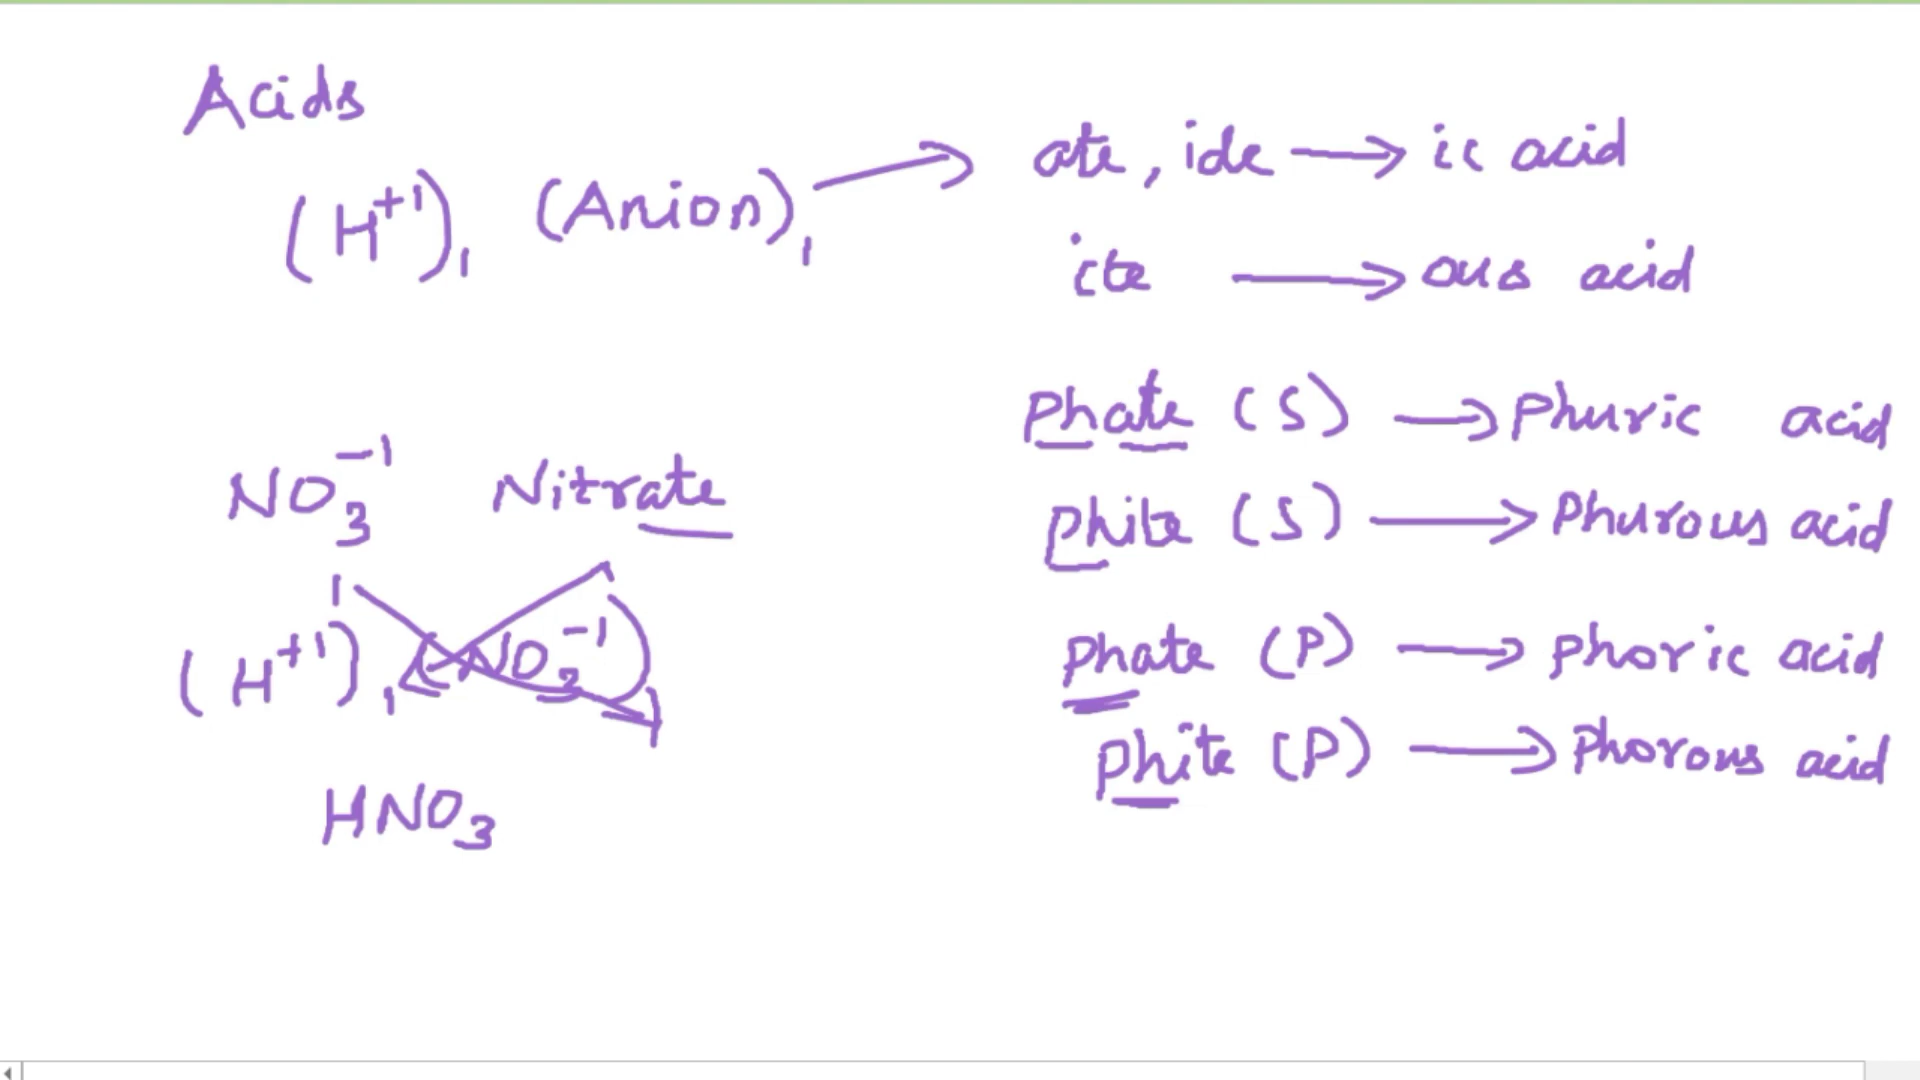 Acids
(H⁺¹)₁ (Anion)₁ → ate, ide → ic acid
ite → ous acid
phate (S) → phuric acid
phite (S) → phurous acid
NO₃⁻¹ Nitrate
(H⁺¹)₁ (NO₃⁻¹)₁
phate (P) → phoric acid
phite (P) → phorous acid
HNO₃